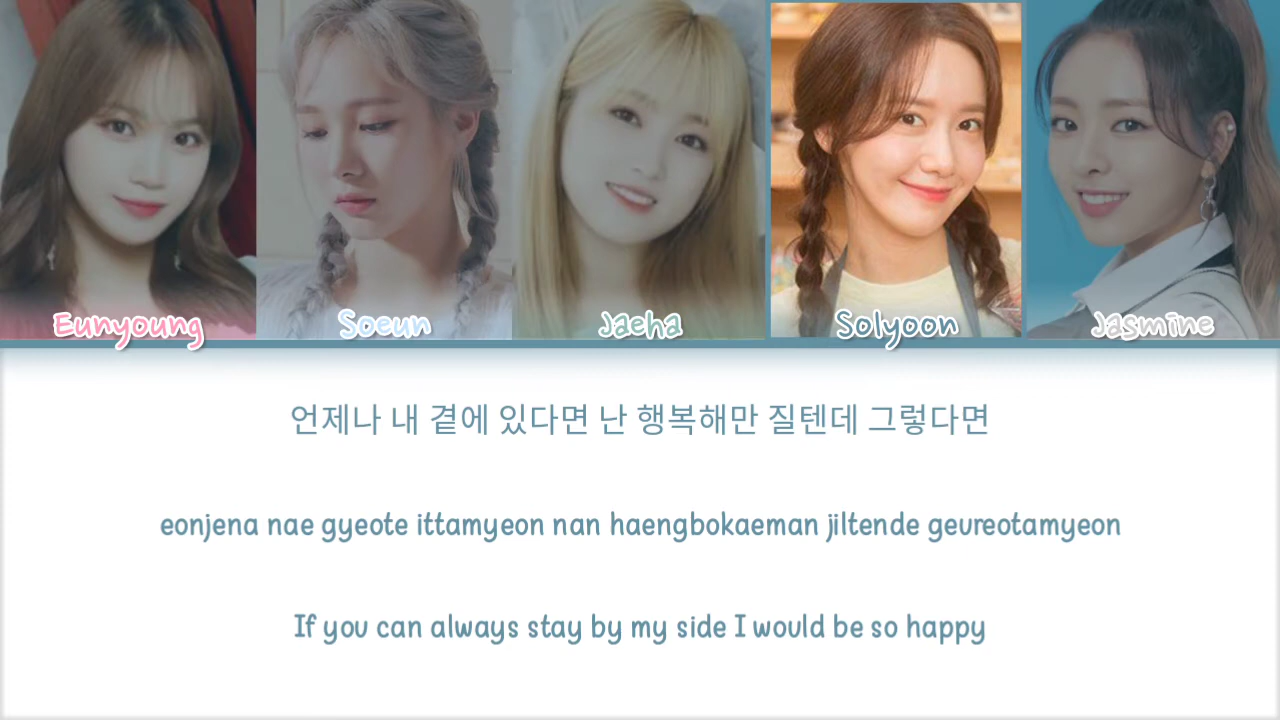 Eunyoung Soeun Jaeha Solyoon Jasmine
언제나 내 곁에 있다면 난 행복해만 질텐데 그렇다면
eonjena nae gyeote ittamyeon nan haengbokaeman jiltende geureotamyeon
If you can always stay by my side I would be so happy